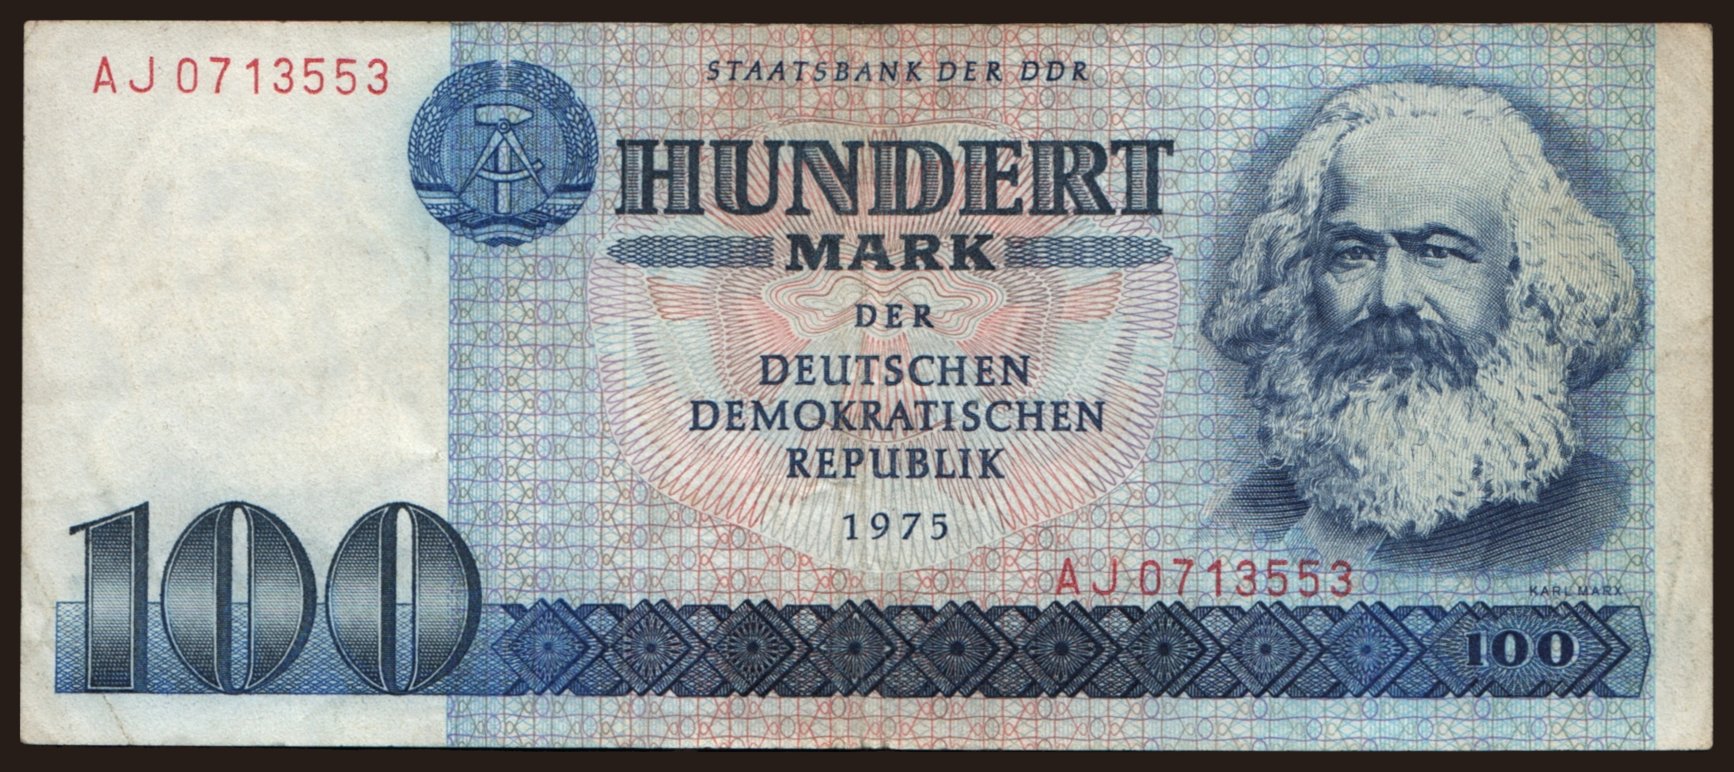 AJ 0713553
STAATSBANK DER DDR
HUNDERT
MARK
DER
DEUTSCHEN
DEMOKRATISCHEN
REPUBLIK
1975
AJ 0713553
KARL MARX
100
100